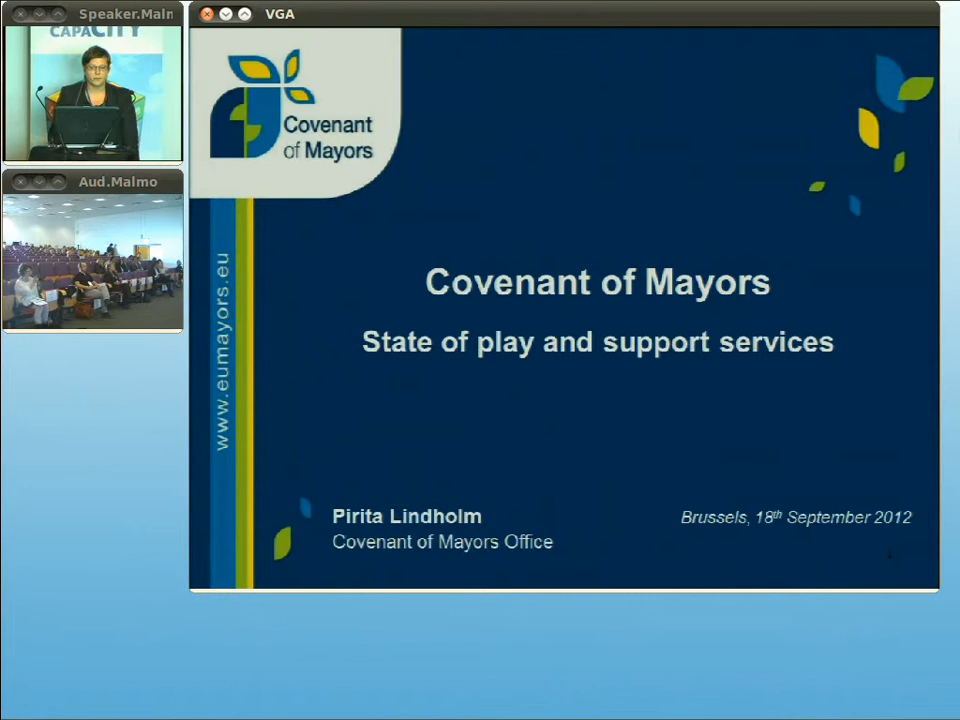 Speaker.Malm
CAPACITY
Aud.Malmo
VGA
Covenant
of Mayors
www.eumayors.eu
Covenant of Mayors
State of play and support services
Pirita Lindholm
Covenant of Mayors Office
Brussels, 18th September 2012